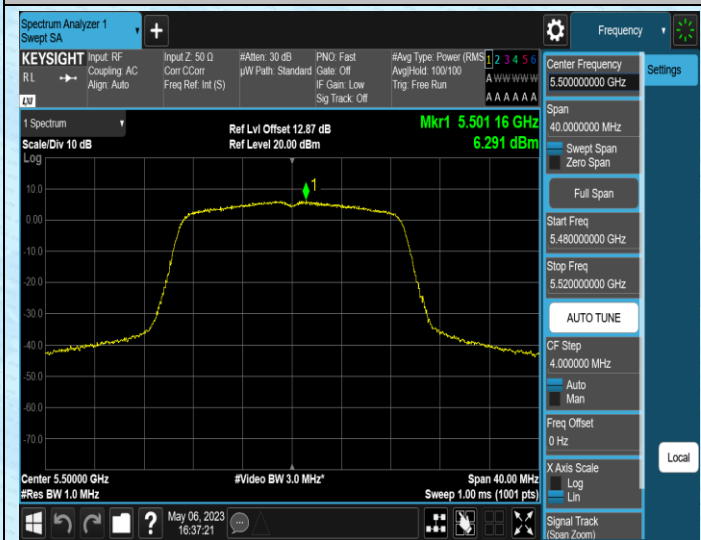 Spectrum Analyzer 1
Swept SA
+
Frequency
KEYSIGHT
RL
LXI
Input: RF
Coupling: AC
Align: Auto
Input Z: 50 Ω
Corr CCorr
Freq Ref: Int (S)
#Atten: 30 dB
µW Path: Standard
PNO: Fast
Gate: Off
IF Gain: Low
Sig Track: Off
#Avg Type: Power (RMS
Avg|Hold: 100/100
Trig: Free Run
1 2 3 4 5 6
A W W W W W
A A A A A A
1 Spectrum
Scale/Div 10 dB
Ref Lvl Offset 12.87 dB
Ref Level 20.00 dBm
Mkr1 5.501 16 GHz
6.291 dBm
Log
10.0
0.00
-10.0
-20.0
-30.0
-40.0
-50.0
-60.0
-70.0
1
Center 5.50000 GHz
#Res BW 1.0 MHz
#Video BW 3.0 MHz*
Span 40.00 MHz
Sweep 1.00 ms (1001 pts)
?
May 06, 2023
16:37:21
Center Frequency
5.500000000 GHz
Settings
Span
40.0000000 MHz
Swept Span
Zero Span
Full Span
Start Freq
5.480000000 GHz
Stop Freq
5.520000000 GHz
AUTO TUNE
CF Step
4.000000 MHz
Auto
Man
Freq Offset
0 Hz
X Axis Scale
Log
Lin
Local
Signal Track
(Span Zoom)